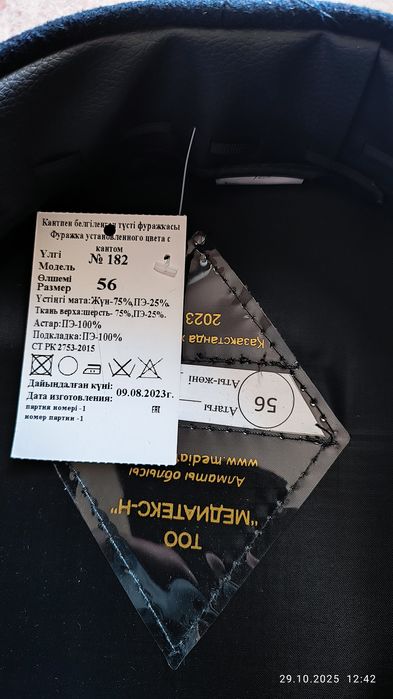 Кантпен белгіленген түсті фуражкасы
Фуражка установленного цвета с
кантом
Үлгі
Модель
№ 182
Өлшемі
Размер
56
Үстіңгі мата:Жүн-75%,ПЭ-25%.
Ткань верха:шерсть- 75%,ПЭ-25%.
Астар:ПЭ-100%
Подкладка:ПЭ-100%
СТ РК 2753-2015
Дайындалған күні:
Дата изготовления:
09.08.2023г.
партия номері -1
номер партии -1
ТОО
"МЕДИАТЕКС-Н"
Алматы облысы
www.media
Атағы
Аты-жөні
56
Қазақстанда
2023
29.10.2025 12:42